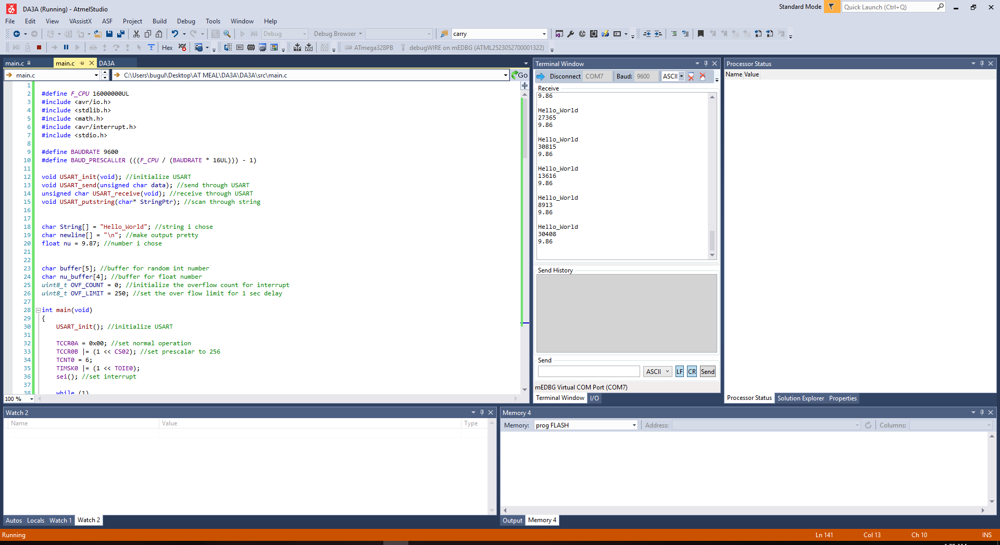 DA3A (Running) - AtmelStudio
Standard Mode
Quick Launch (Ctrl+Q)
File Edit View VAssistX ASF Project Build Debug Tools Window Help
Debug
Debug Browser
carry
Hex
ATmega328PB
debugWIRE on mEDBG (ATML2523052700001322)
main.c
main.c
DA3A
main.c
C:\Users\bugul\Desktop\AT MEAL\DA3A\DA3A\src\main.c
Go
1
2 #define F_CPU 16000000UL
3 #include <avr/io.h>
4 #include <stdlib.h>
5 #include <math.h>
6 #include <avr/interrupt.h>
7 #include <stdio.h>
8
9 #define BAUDRATE 9600
10 #define BAUD_PRESCALLER (((F_CPU / (BAUDRATE * 16UL))) - 1)
11
12 void USART_init(void); //initialize USART
13 void USART_send(unsigned char data); //send through USART
14 unsigned char USART_receive(void); //receive through USART
15 void USART_putstring(char* StringPtr); //scan through string
16
17
18 char String[] = "Hello_World"; //string i chose
19 char newline[] = "\n"; //make output pretty
20 float nu = 9.87; //number i chose
21
22
23 char buffer[5]; //buffer for random int number
24 char nu_buffer[4]; //buffer for float number
25 uint8_t OVF_COUNT = 0; //initialize the overflow count for interrupt
26 uint8_t OVF_LIMIT = 250; //set the over flow limit for 1 sec delay
27
28 int main(void)
29 {
30 USART_init(); //initialize USART
31
32 TCCR0A = 0x00; //set normal operation
33 TCCR0B |= (1 << CS02); //set prescalar to 256
34 TCNT0 = 6;
35 TIMSK0 |= (1 << TOIE0);
36 sei(); //set interrupt
37
38 while (1)
100 %
Terminal Window
Disconnect COM7 Baud: 9600 ASCII
Receive
9.86
Hello_World
27365
9.86
Hello_World
30815
9.86
Hello_World
13616
9.86
Hello_World
8913
9.86
Hello_World
30408
9.86
Send History
Send
ASCII LF CR Send
mEDBG Virtual COM Port (COM7)
Terminal Window I/O
Processor Status
Name Value
Processor Status Solution Explorer Properties
Watch 2
Name Value Type
Autos Locals Watch 1 Watch 2
Memory 4
Memory: prog FLASH Address: Columns:
Output Memory 4
Running
Ln 141 Col 13 Ch 10 INS